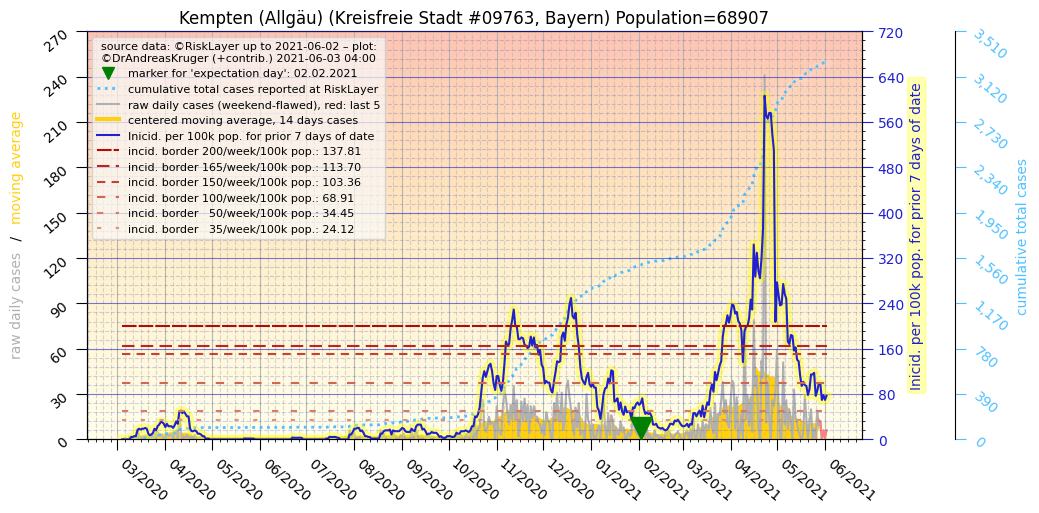 Kempten (Allgäu) (Kreisfreie Stadt #09763, Bayern) Population=68907
source data: ©RiskLayer up to 2021-06-02 – plot:
©DrAndreasKruger (+contrib.) 2021-06-03 04:00
marker for 'expectation day': 02.02.2021
cumulative total cases reported at RiskLayer
raw daily cases (weekend-flawed), red: last 5
centered moving average, 14 days cases
Inicid. per 100k pop. for prior 7 days of date
incid. border 200/week/100k pop.: 137.81
incid. border 165/week/100k pop.: 113.70
incid. border 150/week/100k pop.: 103.36
incid. border 100/week/100k pop.: 68.91
incid. border   50/week/100k pop.: 34.45
incid. border   35/week/100k pop.: 24.12
raw daily cases / moving average
270
240
210
180
150
120
90
60
30
0
720
640
560
480
400
320
240
160
80
0
Inicid. per 100k pop. for prior 7 days of date
3,510
3,120
2,730
2,340
1,950
1,560
1,170
780
390
0
cumulative total cases
03/2020
04/2020
05/2020
06/2020
07/2020
08/2020
09/2020
10/2020
11/2020
12/2020
01/2021
02/2021
03/2021
04/2021
05/2021
06/2021